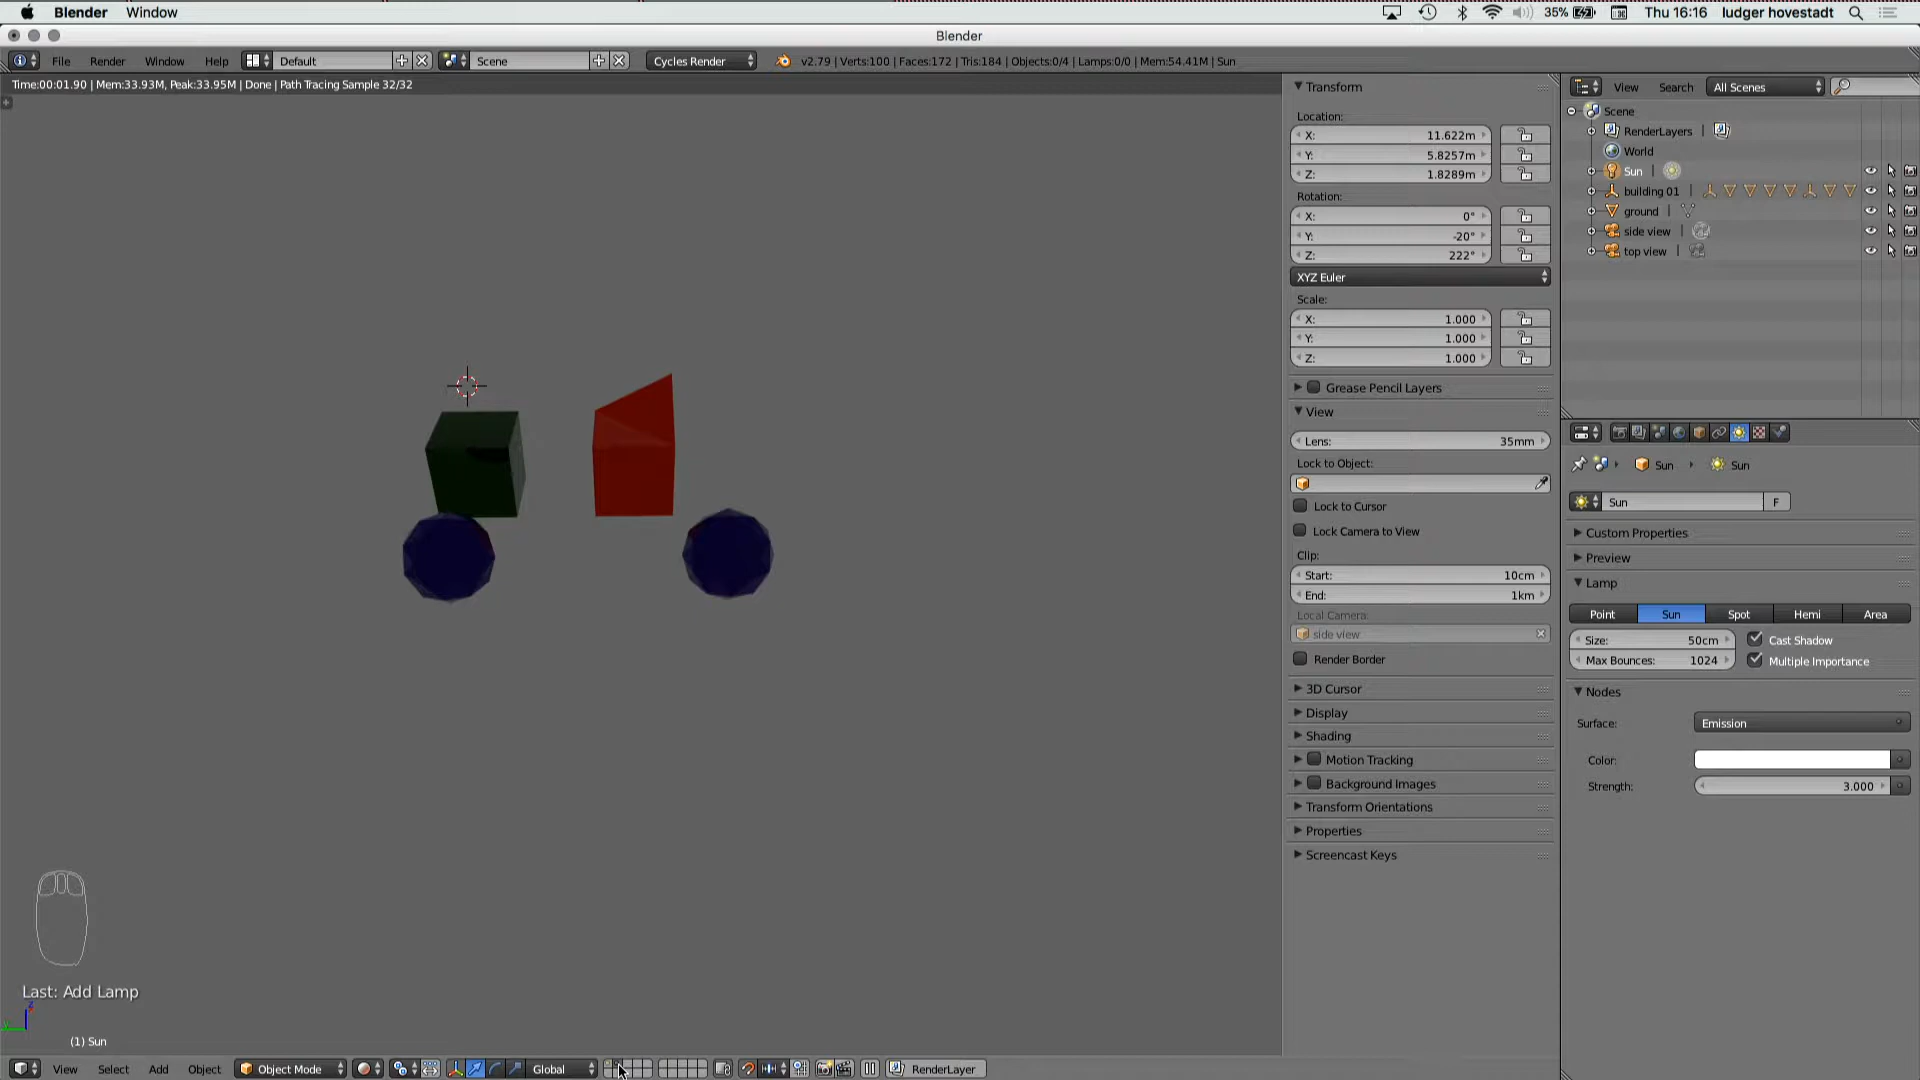 Blender Window 35% Thu 16:16 ludger hovestadt
Blender
File Render Window Help Default Scene Cycles Render v2.79 | Verts:100 | Faces:172 | Tris:184 | Objects:0/4 | Lamps:0/0 | Mem:54.41M | Sun
Time:00:01.90 | Mem:33.93M, Peak:33.95M | Done | Path Tracing Sample 32/32
Transform
Location:
X: 11.622m
Y: 5.8257m
Z: 1.8289m
Rotation:
X: 0°
Y: -20°
Z: 222°
XYZ Euler
Scale:
X: 1.000
Y: 1.000
Z: 1.000
Grease Pencil Layers
View
Lens: 35mm
Lock to Object:
Lock to Cursor
Lock Camera to View
Clip:
Start: 10cm
End: 1km
Local Camera:
side view
Render Border
3D Cursor
Display
Shading
Motion Tracking
Background Images
Transform Orientations
Properties
Screencast Keys
View Search All Scenes
Scene
RenderLayers |
World
Sun |
building 01 |
ground |
side view |
top view |
Sun Sun
Sun F
Custom Properties
Preview
Lamp
Point Sun Spot Hemi Area
Size: 50cm Cast Shadow
Max Bounces: 1024 Multiple Importance
Nodes
Surface: Emission
Color:
Strength: 3.000
Last: Add Lamp
(1) Sun
View Select Add Object Object Mode Global RenderLayer